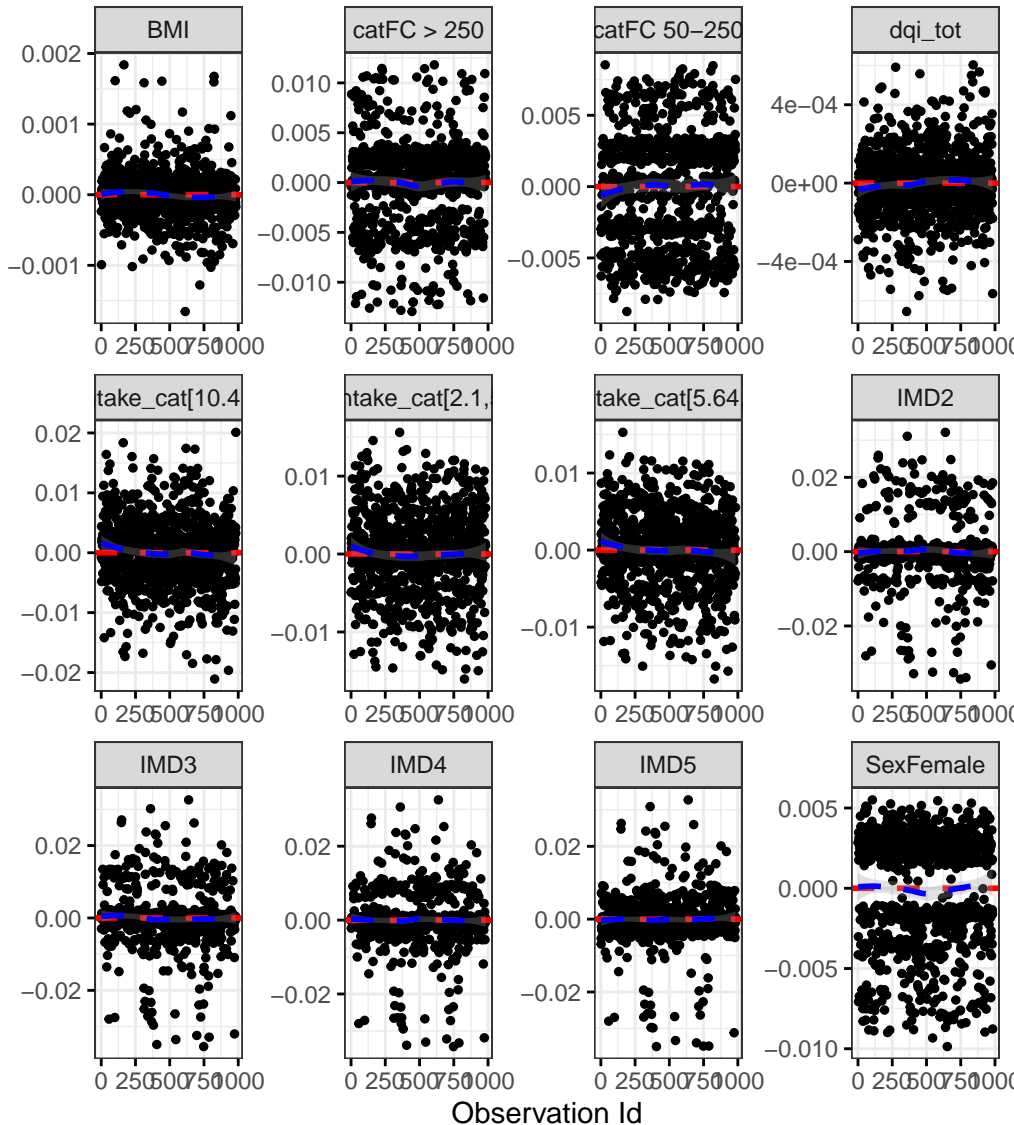 BMI catFC > 250 catFC 50−250 dqi_tot
0.002 0.001 0.000 −0.001
0.010 0.005 0.000 −0.005 −0.010
0.005 0.000 −0.005
4e−04 0e+00 −4e−04
0 250 500 750 1000 0 250 500 750 1000 0 250 500 750 1000 0 250 500 750 1000
take_cat[10.4 ntake_cat[2.1, take_cat[5.64, IMD2
0.02 0.01 0.00 −0.01 −0.02
0.01 0.00 −0.01
0.01 0.00 −0.01
0.02 0.00 −0.02
0 250 500 750 1000 0 250 500 750 1000 0 250 500 750 1000 0 250 500 750 1000
IMD3 IMD4 IMD5 SexFemale
0.02 0.00 −0.02
0.02 0.00 −0.02
0.02 0.00 −0.02
0.005 0.000 −0.005 −0.010
0 250 500 750 1000 0 250 500 750 1000 0 250 500 750 1000 0 250 500 750 1000
Observation Id